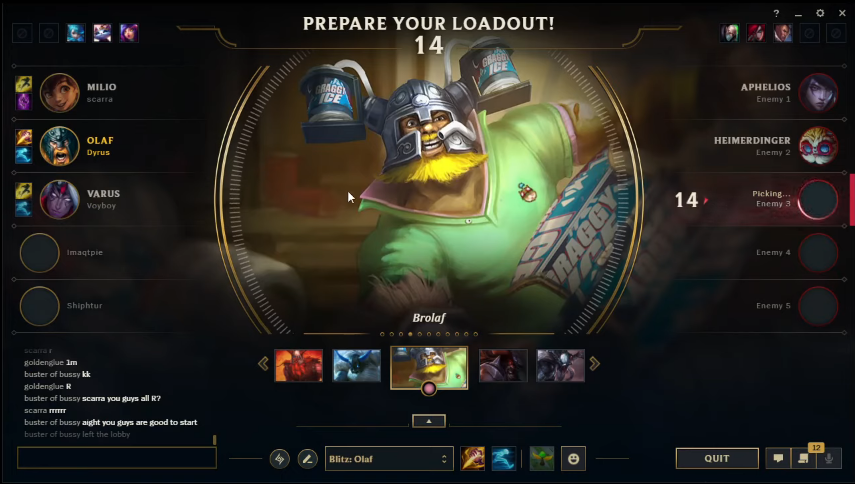 PREPARE YOUR LOADOUT!
14
MILIO
scarra
OLAF
Dyrus
VARUS
Voyboy
Imaqtpie
Shiphtur
APHELIOS
Enemy 1
HEIMERDINGER
Enemy 2
14
Picking...
Enemy 3
Enemy 4
Enemy 5
ICE
Brolaf
scarra r
goldenglue 1m
buster of bussy kk
goldenglue R
buster of bussy scarra you guys all R?
scarra rrrrrr
buster of bussy aight you guys are good to start
buster of bussy left the lobby
Blitz: Olaf
QUIT
12